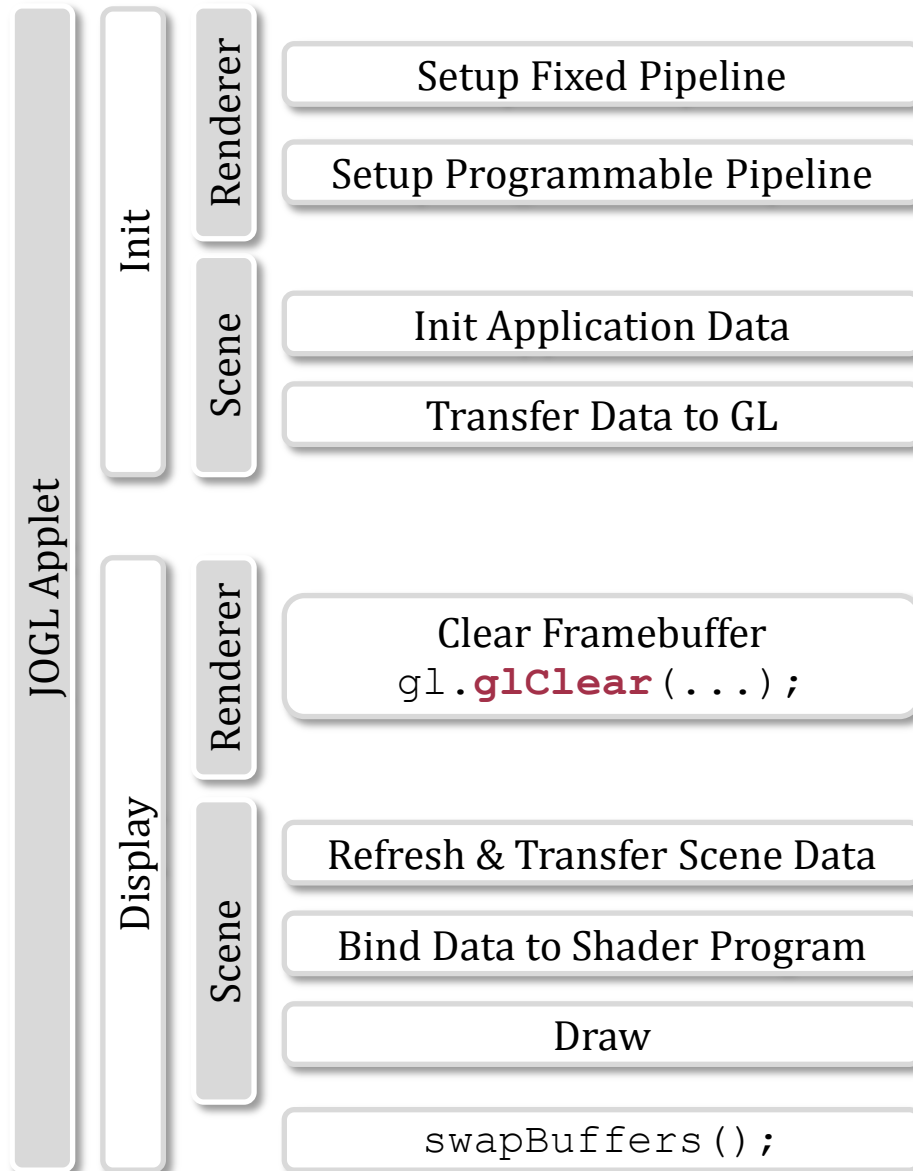 JOGL Applet
Init
Renderer
Setup Fixed Pipeline
Setup Programmable Pipeline
Scene
Init Application Data
Transfer Data to GL
Display
Renderer
Clear Framebuffer
gl.glClear(...);
Scene
Refresh & Transfer Scene Data
Bind Data to Shader Program
Draw
swapBuffers();